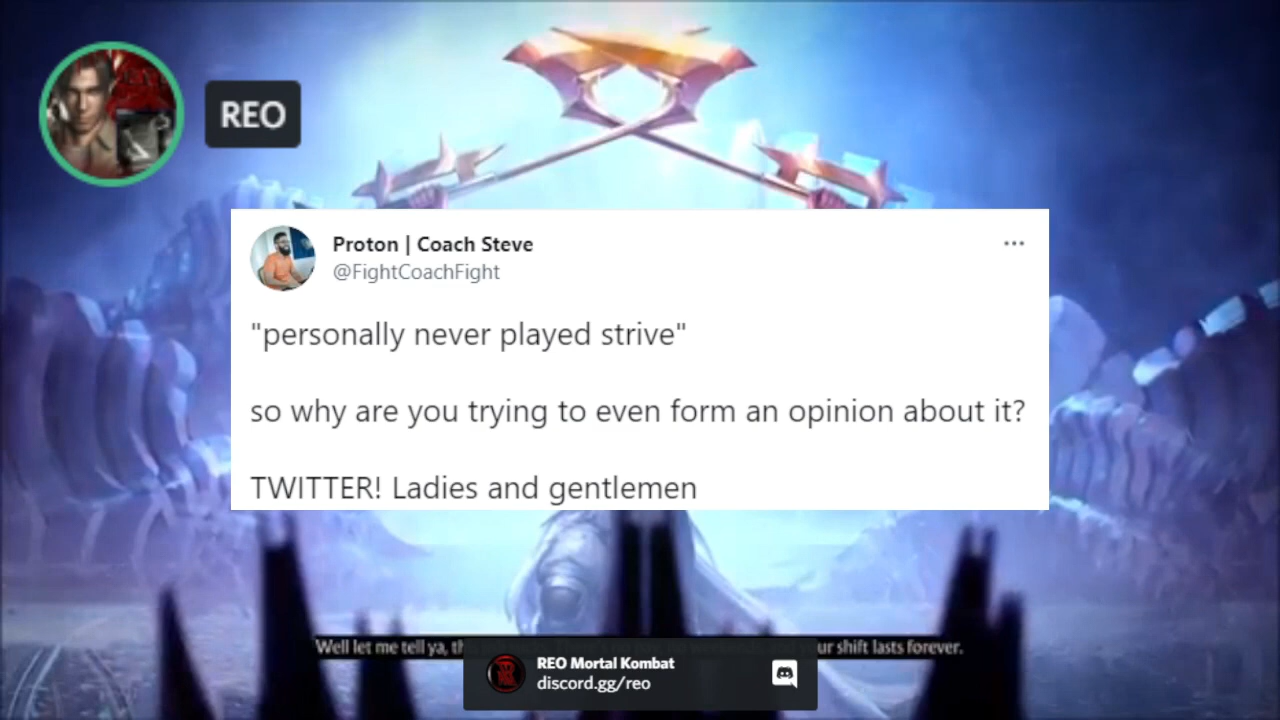 REO
Proton | Coach Steve
@FightCoachFight
"personally never played strive"
so why are you trying to even form an opinion about it?
TWITTER! Ladies and gentlemen
Well let me tell ya, ur shift lasts forever.
REO Mortal Kombat
discord.gg/reo